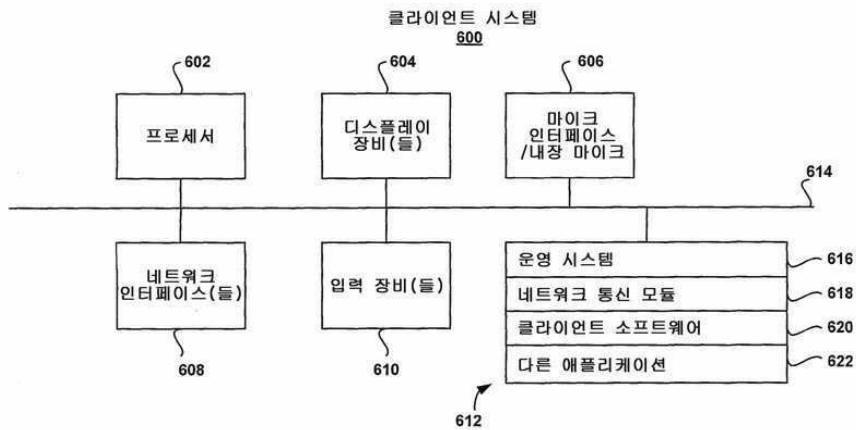 클라이언트 시스템
600
602
604
606
프로세서
디스플레이
장비(들)
마이크
인터페이스
/내장 마이크
614
네트워크
인터페이스(들)
입력 장비(들)
운영 시스템
616
네트워크 통신 모듈
618
클라이언트 소프트웨어
620
다른 애플리케이션
622
608
610
612